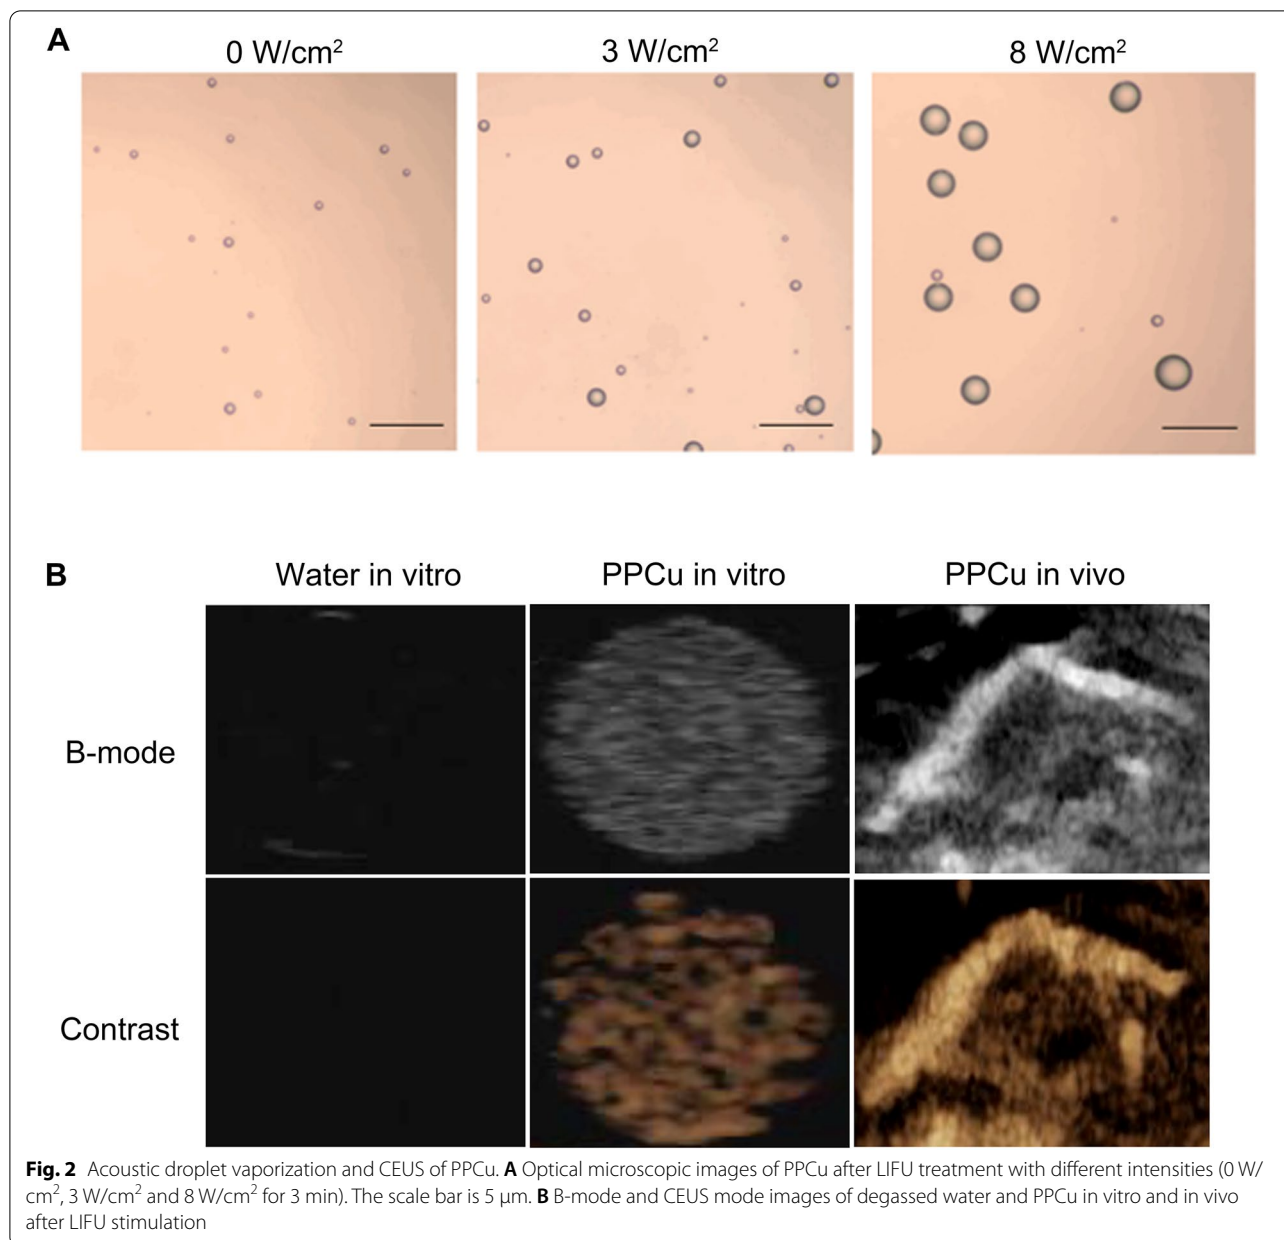 A
0 W/cm²
3 W/cm²
8 W/cm²
B
Water in vitro
PPCu in vitro
PPCu in vivo
B-mode
Contrast
Fig. 2 Acoustic droplet vaporization and CEUS of PPCu. A Optical microscopic images of PPCu after LIFU treatment with different intensities (0 W/
cm², 3 W/cm² and 8 W/cm² for 3 min). The scale bar is 5 μm. B B-mode and CEUS mode images of degassed water and PPCu in vitro and in vivo
after LIFU stimulation